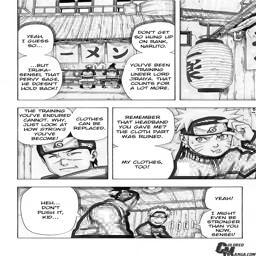 DON'T GET
SO HUNG UP
ON RANK,
NARUTO.
YOU'VE BEEN
TRAINING
UNDER LORD
JIRAIYA. THAT
COUNTS FOR
A LOT MORE.
YEAH,
I GUESS
SO...
...BUT
IRUKA-
SENSEI, THAT
PERVY SAGE,
HE DOESN'T
HOLD BACK!
ーメン
REMEMBER
THAT HEADBAND
YOU GAVE ME?
THE CLOTH PART
WAS RUINED.
MY CLOTHES,
TOO!
CLOTHES
CAN BE
REPLACED.
THE TRAINING
YOU'VE ENDURED
CANNOT. WHY,
JUST LOOK AT
HOW STRONG
YOU'VE
BECOME.
YEAH!
I MIGHT
EVEN BE
STRONGER
THAN YOU
NOW,
SENSEI!
HEH...
DON'T
PUSH IT,
KID...
COLORED
MANGA.COM